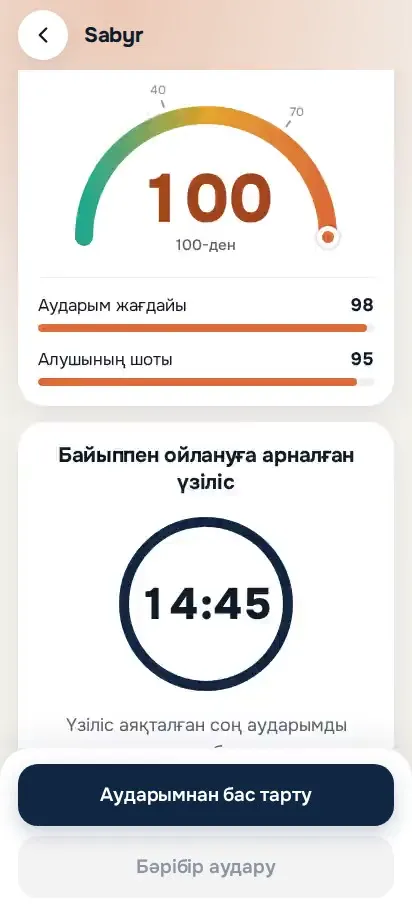 Sabyr
40
70
100
100-ден
Аударым жағдайы 98
Алушының шоты 95
Байыппен ойлануға арналған
үзіліс
14:45
Үзіліс аяқталған соң аударымды
Аударымнан бас тарту
Бәрібір аудару